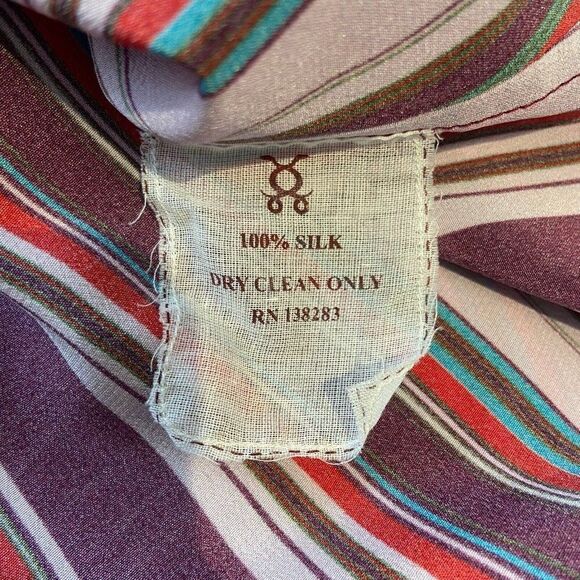 100% SILK
DRY CLEAN ONLY
RN 138283